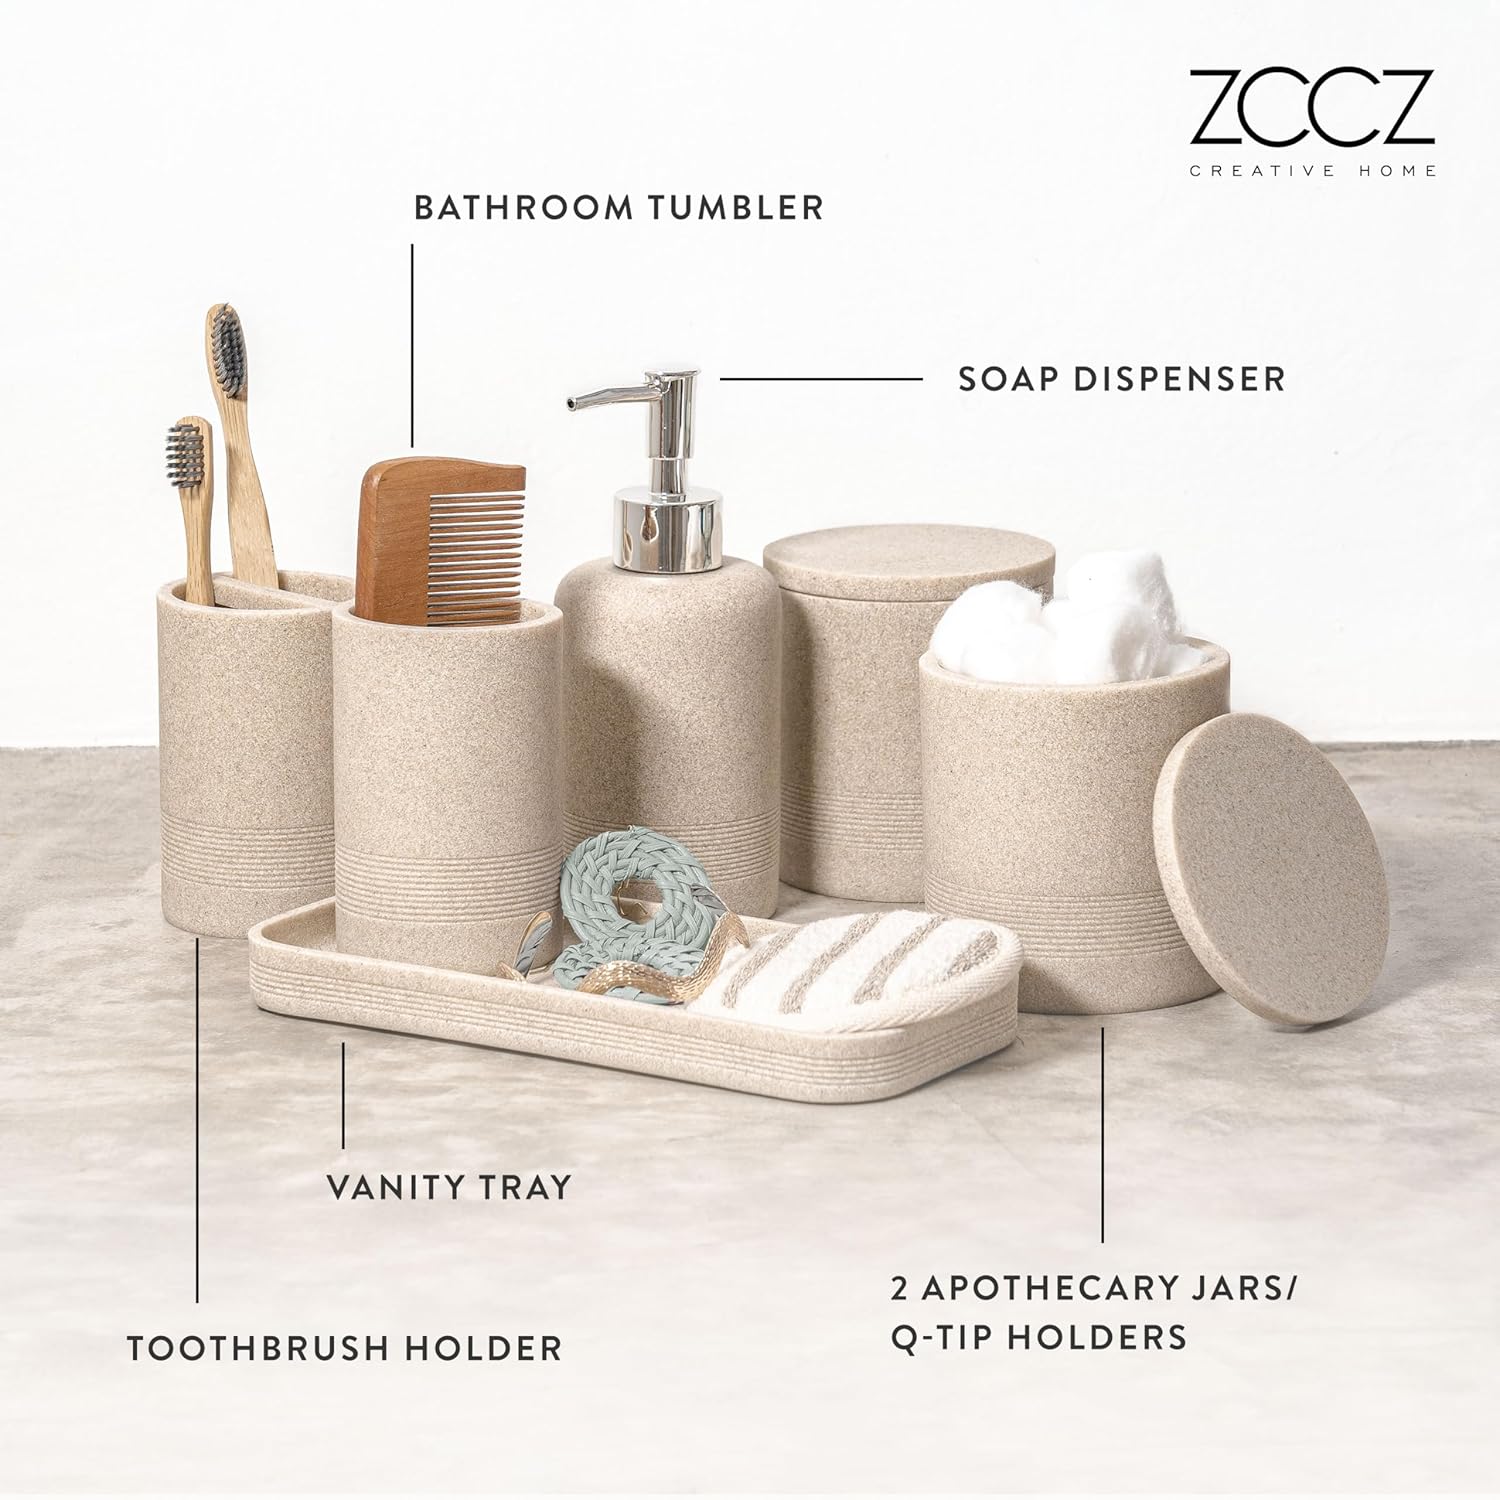 ZCCZ
CREATIVE HOME
BATHROOM TUMBLER
SOAP DISPENSER
VANITY TRAY
2 APOTHECARY JARS/
Q-TIP HOLDERS
TOOTHBRUSH HOLDER